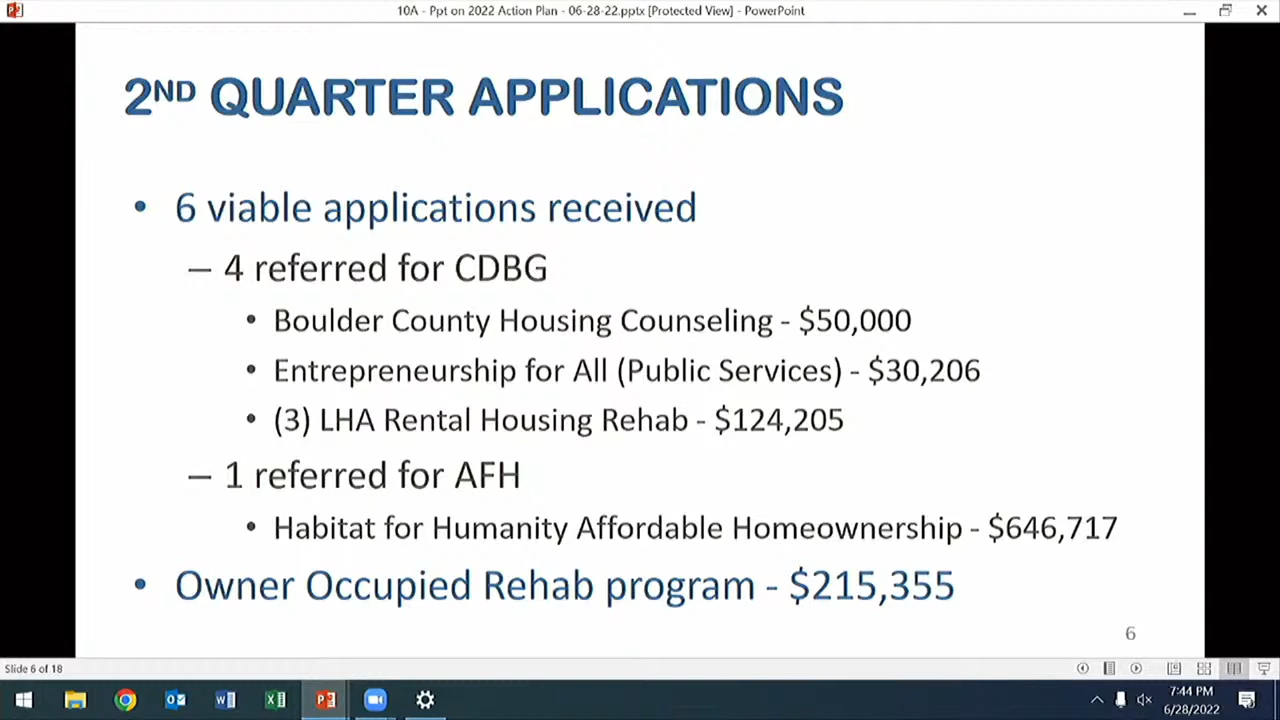 10A - Ppt on 2022 Action Plan - 06-28-22.pptx [Protected View] - PowerPoint
2ND QUARTER APPLICATIONS
• 6 viable applications received
– 4 referred for CDBG
• Boulder County Housing Counseling - $50,000
• Entrepreneurship for All (Public Services) - $30,206
• (3) LHA Rental Housing Rehab - $124,205
– 1 referred for AFH
• Habitat for Humanity Affordable Homeownership - $646,717
• Owner Occupied Rehab program - $215,355
6
Slide 6 of 18
7:44 PM
6/28/2022